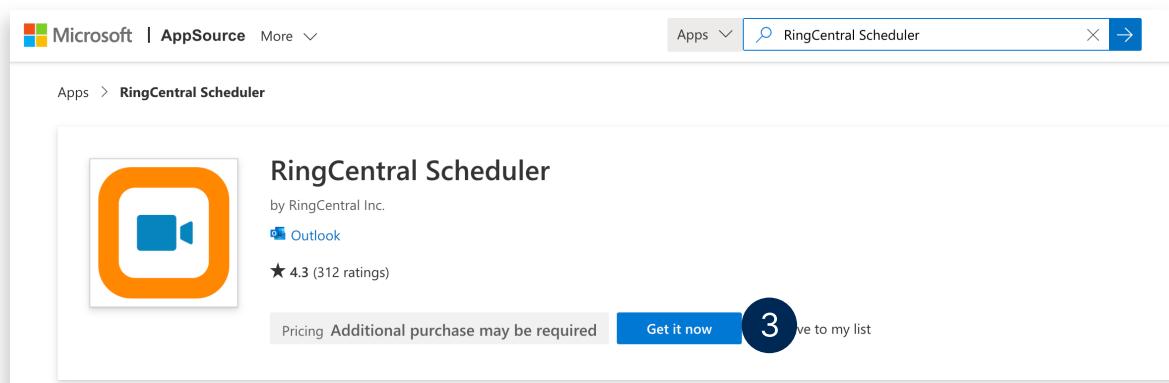 Microsoft | AppSource More Apps RingCentral Scheduler
Apps > RingCentral Scheduler
RingCentral Scheduler
by RingCentral Inc.
Outlook
★ 4.3 (312 ratings)
Pricing Additional purchase may be required Get it now 3 to my list